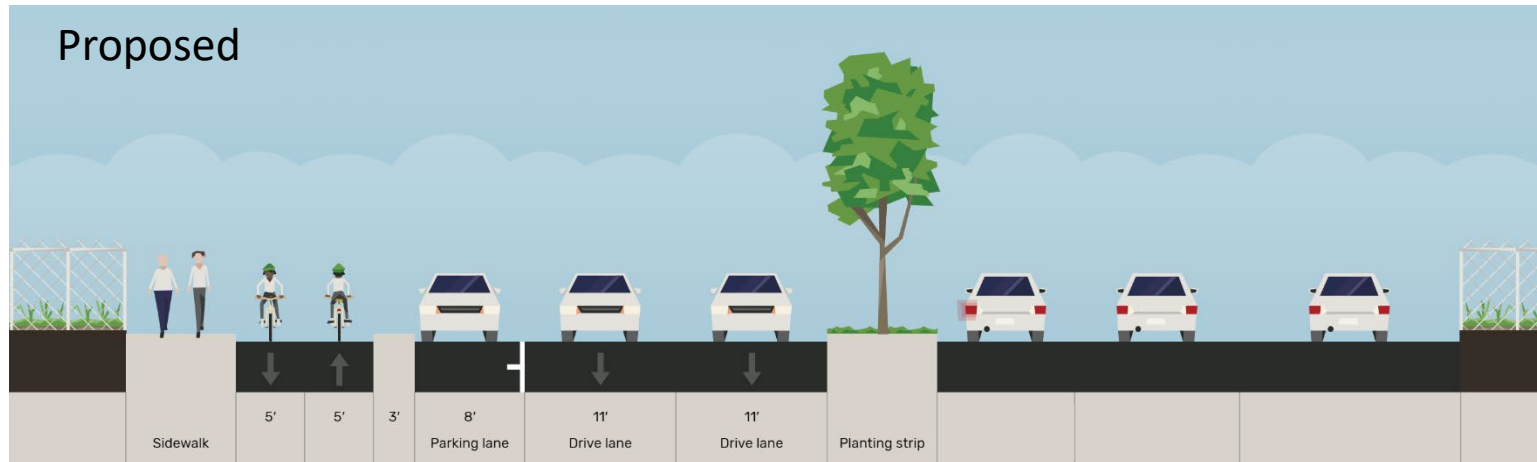 Proposed
5′ 5′ 3′ 8′ 11′ 11′
Sidewalk Parking lane Drive lane Drive lane Planting strip